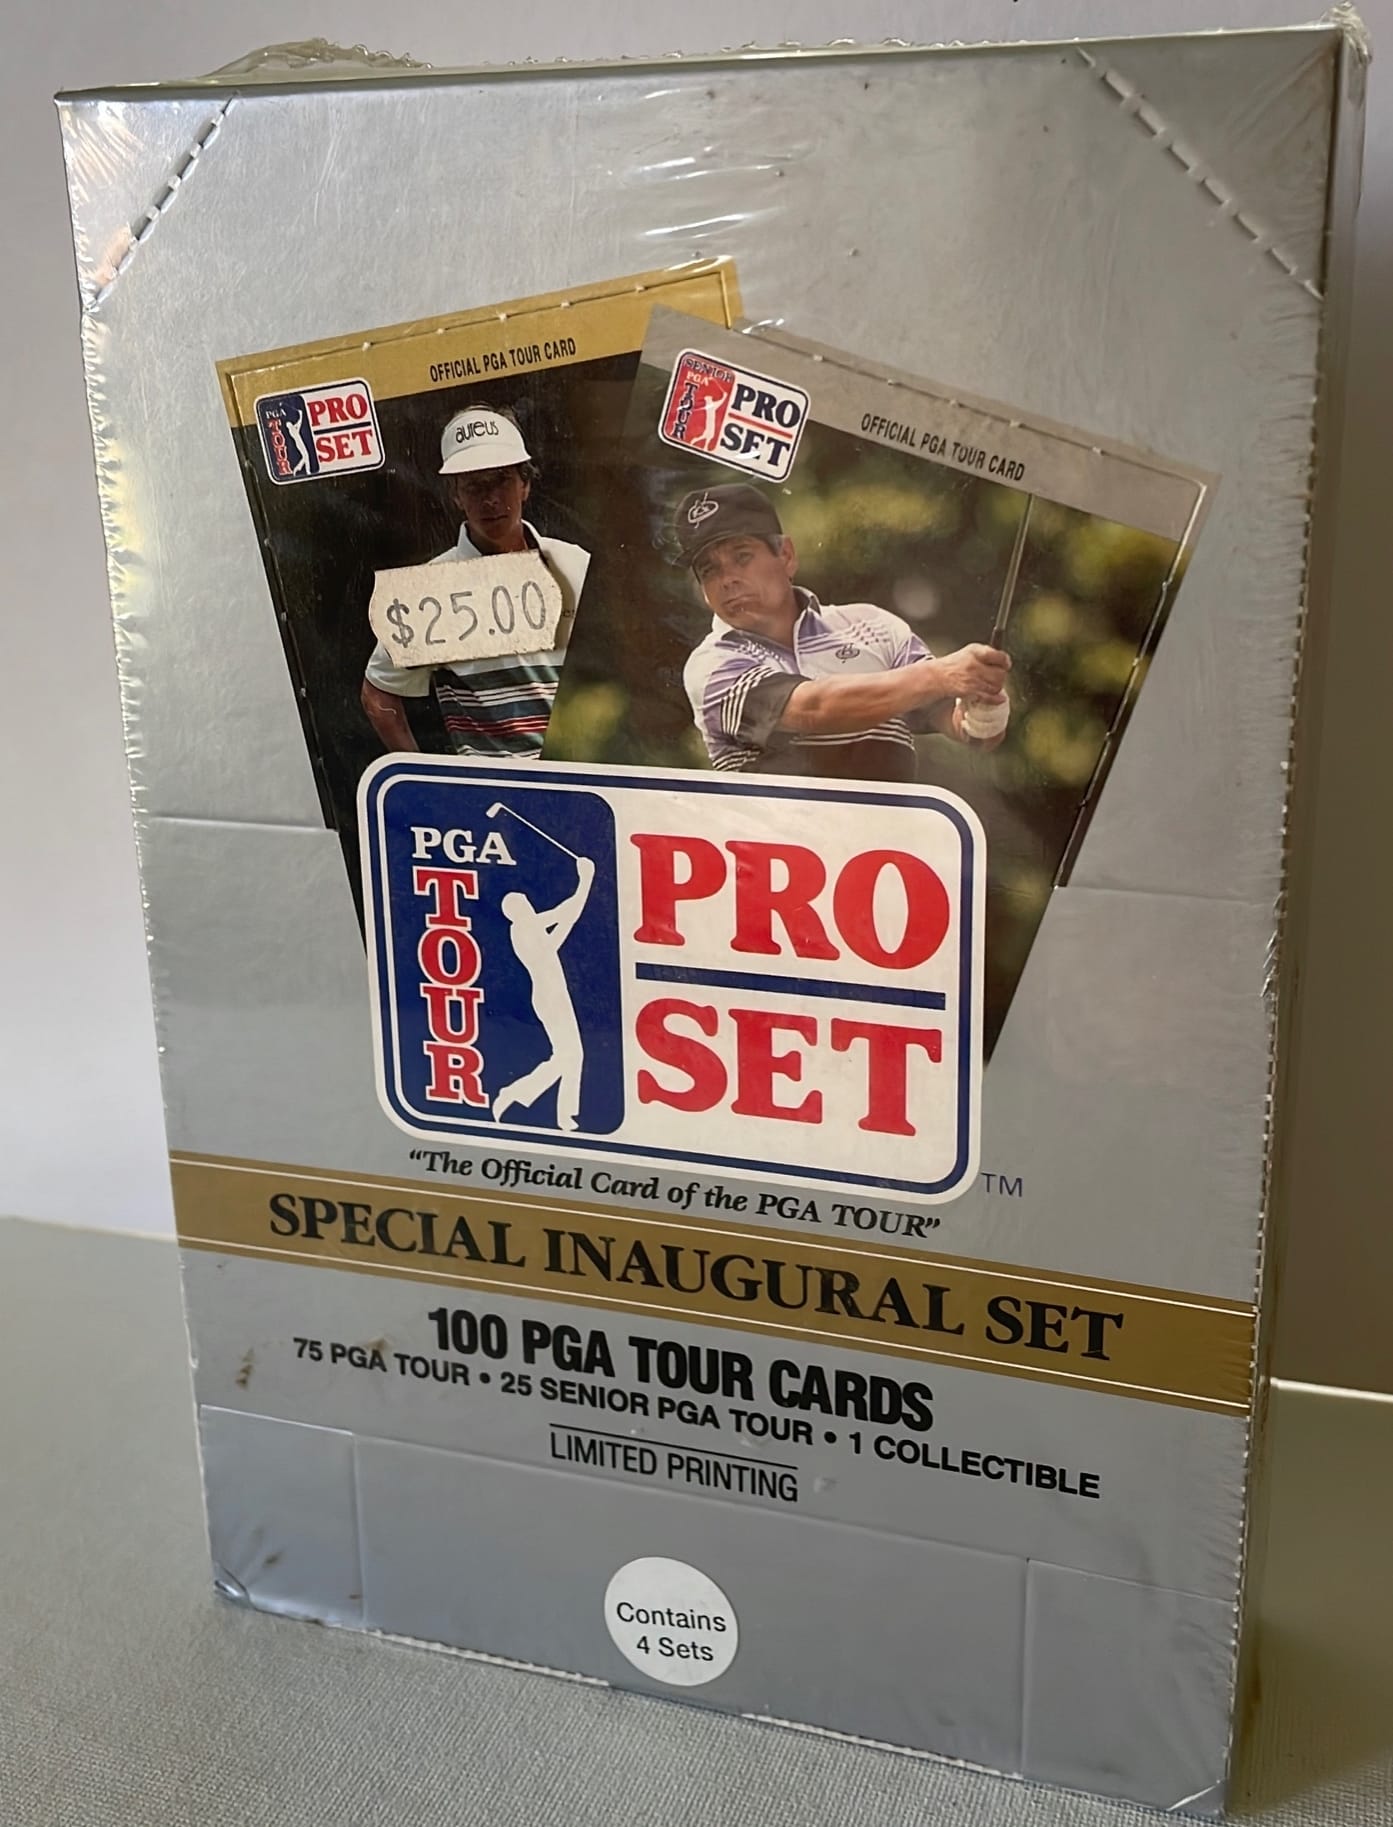 OFFICIAL PGA TOUR CARD
PGA
TOUR
PRO
SET
aureus
$25.00
OFFICIAL PGA TOUR CARD
SENIOR
PGA
TOUR
PRO
SET
PGA
TOUR
PRO
SET
TM
“The Official Card of the PGA TOUR”
SPECIAL INAUGURAL SET
100 PGA TOUR CARDS
75 PGA TOUR • 25 SENIOR PGA TOUR • 1 COLLECTIBLE
LIMITED PRINTING
Contains
4 Sets